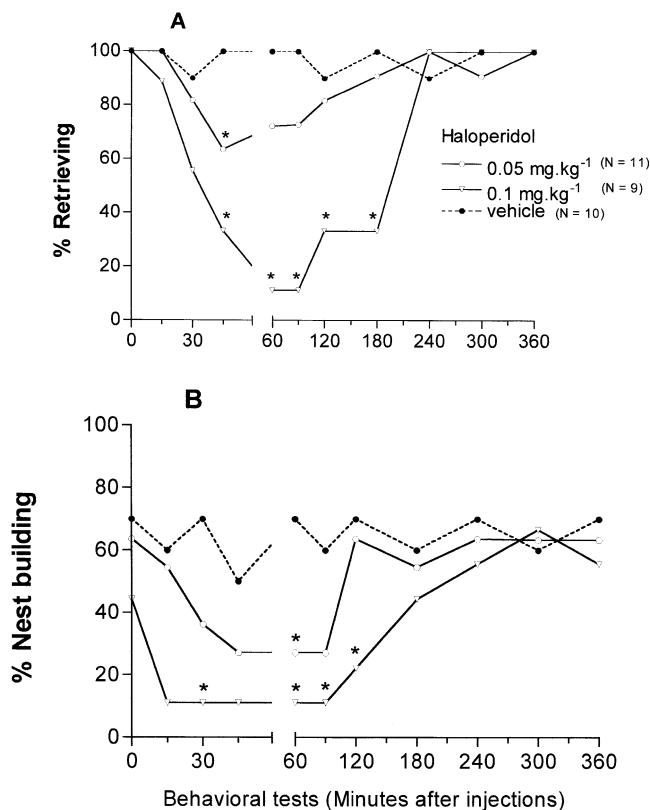 A
% Retrieving
100
80
60
40
20
0
* * * * * *
0 30 60 120 180 240 300 360
Haloperidol
0.05 mg.kg⁻¹ (N = 11)
0.1 mg.kg⁻¹ (N = 9)
vehicle (N = 10)
B
% Nest building
100
80
60
40
20
0
* * * * *
0 30 60 120 180 240 300 360
Behavioral tests (Minutes after injections)